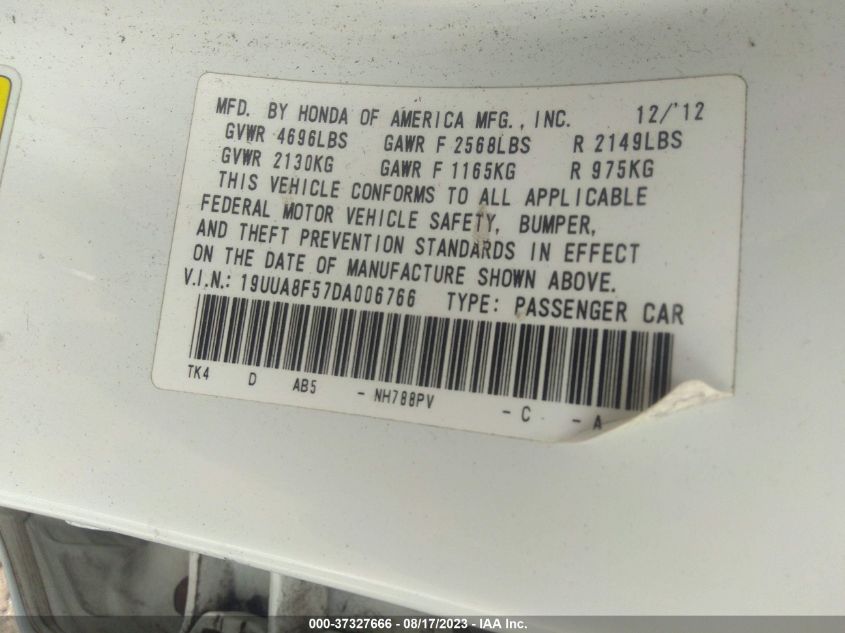 MFD. BY HONDA OF AMERICA MFG., INC. 12/'12
GVWR 4696LBS GAWR F 2568LBS R 2149LBS
GVWR 2130KG GAWR F 1165KG R 975KG
THIS VEHICLE CONFORMS TO ALL APPLICABLE
FEDERAL MOTOR VEHICLE SAFETY, BUMPER,
AND THEFT PREVENTION STANDARDS IN EFFECT
ON THE DATE OF MANUFACTURE SHOWN ABOVE.
V.I.N.: 19UUA8F57DA006766 TYPE: PASSENGER CAR
TK4 D AB5 - NH788PV - C - A
000-37327666 - 08/17/2023 - IAA Inc.